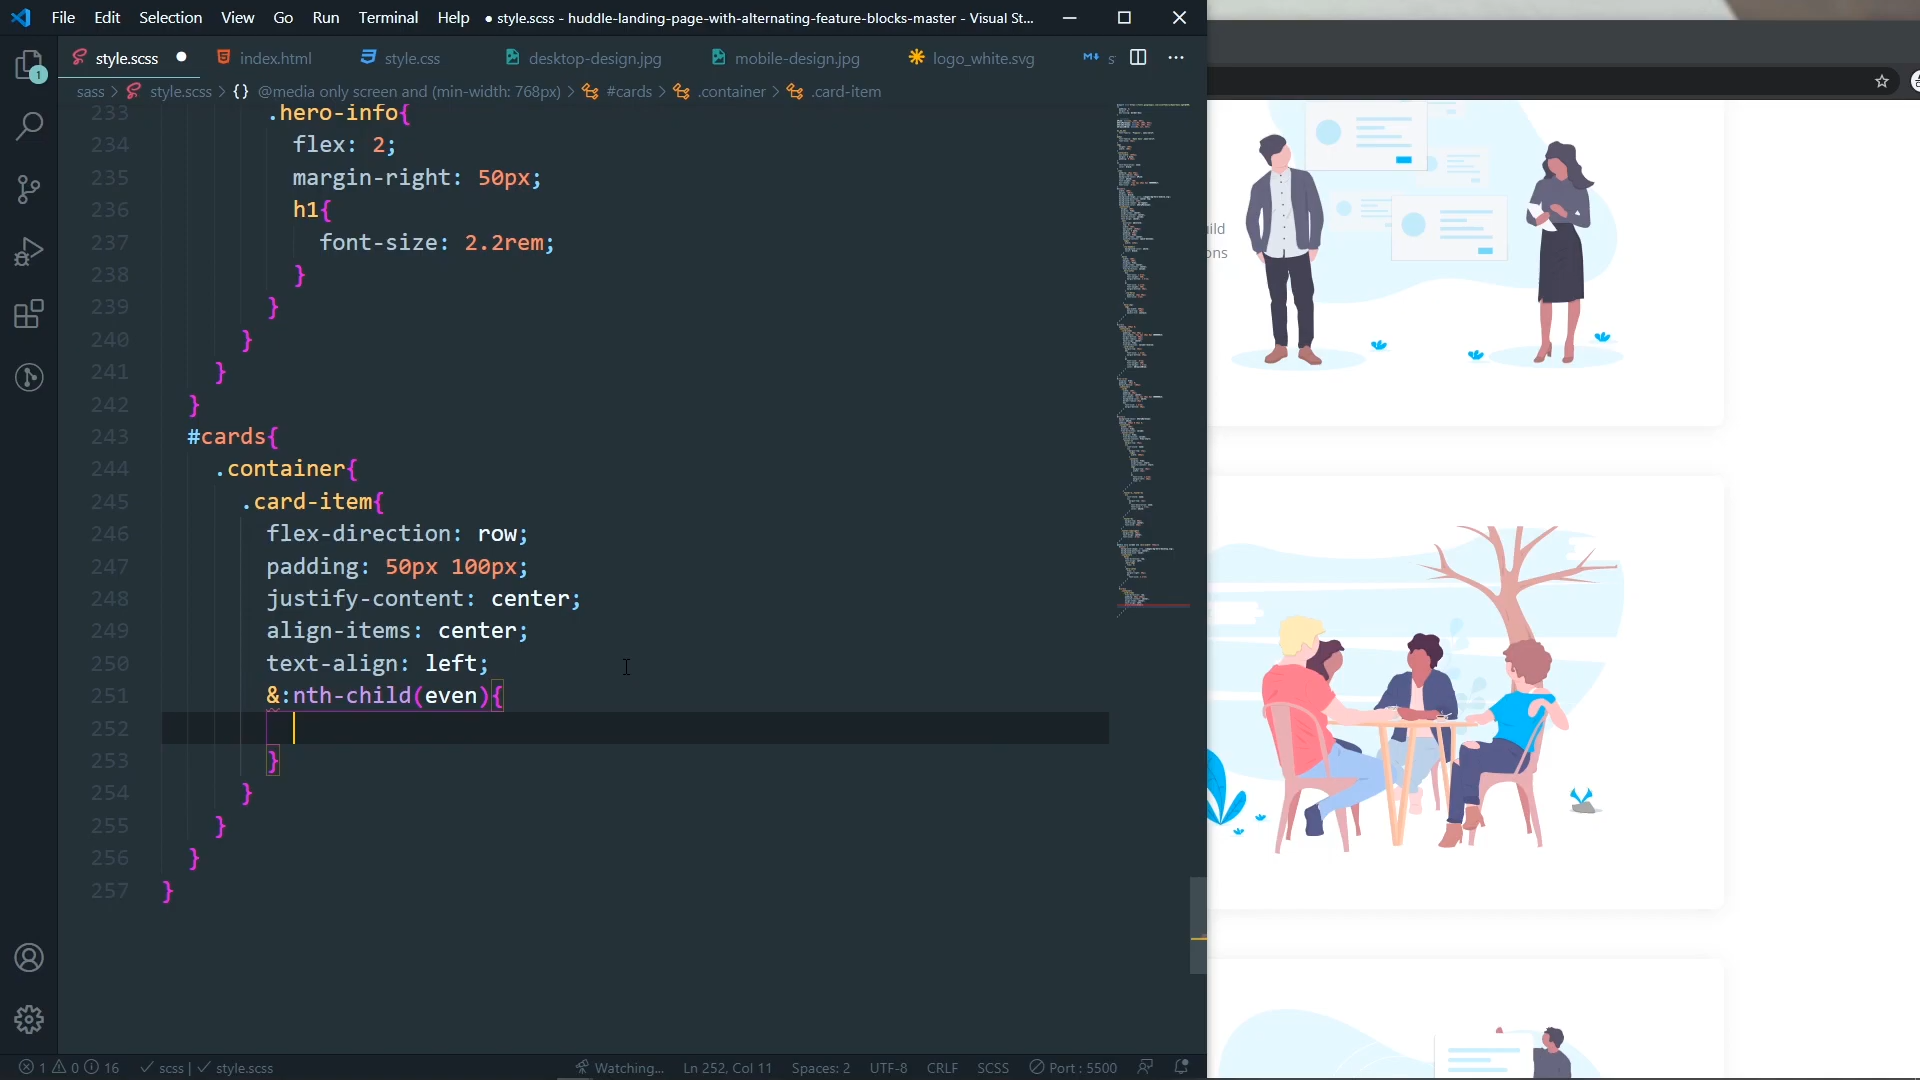 File Edit Selection View Go Run Terminal Help
● style.scss - huddle-landing-page-with-alternating-feature-blocks-master - Visual St...
style.scss ● index.html style.css desktop-design.jpg mobile-design.jpg logo_white.svg
sass > style.scss > {} @media only screen and (min-width: 768px) > #cards > .container > .card-item
233 .hero-info{
234 flex: 2;
235 margin-right: 50px;
236 h1{
237 font-size: 2.2rem;
238 }
239 }
240 }
241 }
242 }
243 #cards{
244 .container{
245 .card-item{
246 flex-direction: row;
247 padding: 50px 100px;
248 justify-content: center;
249 align-items: center;
250 text-align: left;
251 &:nth-child(even){
252
253 }
254 }
255 }
256 }
257 }
1
ild
ons
1 0 16 scss | style.scss Watching... Ln 252, Col 11 Spaces: 2 UTF-8 CRLF SCSS Port : 5500